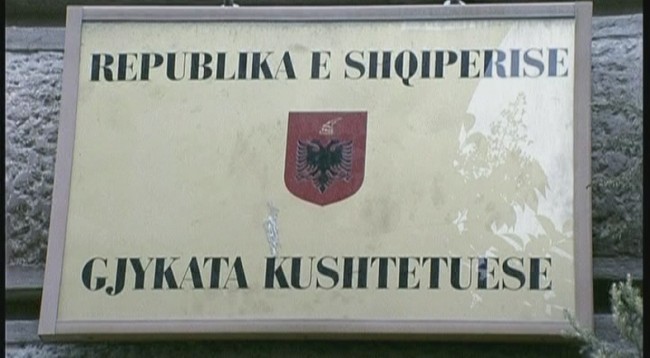 REPUBLIKA E SHQIPERISE
GJYKATA KUSHTETUESE